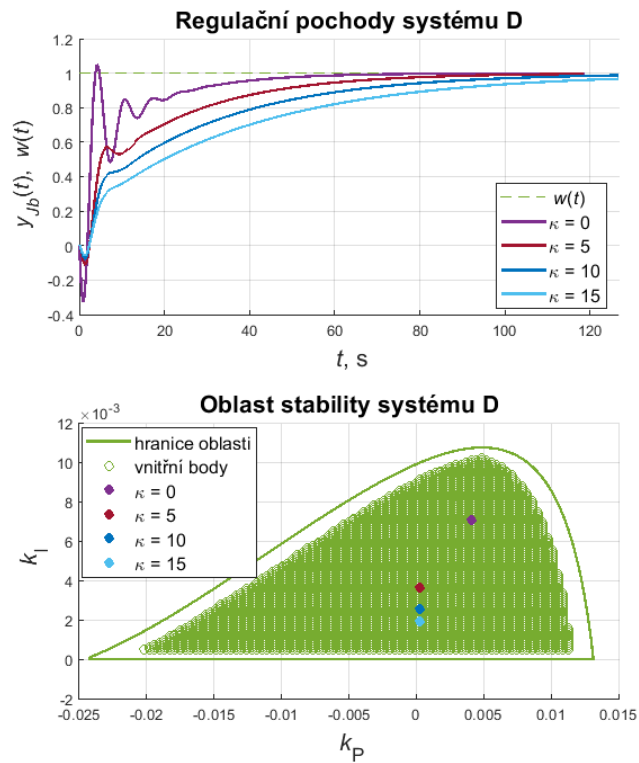 Regulační pochody systému D
1.2
1
0.8
0.6
0.4
0.2
0
-0.2
-0.4
y_Jb(t), w(t)
w(t)
κ = 0
κ = 5
κ = 10
κ = 15
0 20 40 60 80 100 120
t, s
Oblast stability systému D
×10⁻³
12
10
8
6
4
2
0
-2
k_I
hranice oblasti
vnitřní body
κ = 0
κ = 5
κ = 10
κ = 15
-0.025 -0.02 -0.015 -0.01 -0.005 0 0.005 0.01 0.015
k_P